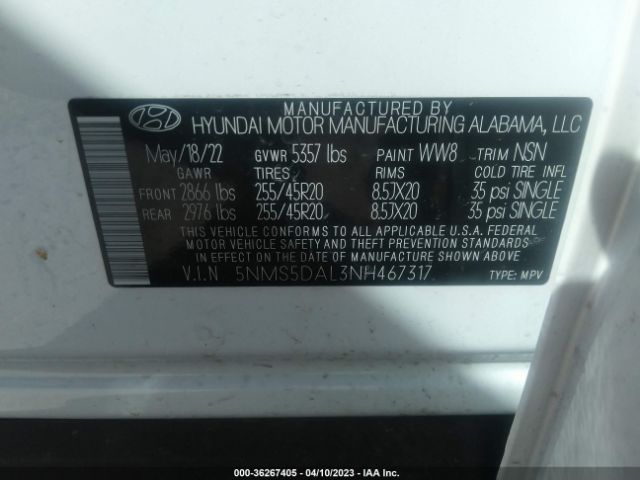 MANUFACTURED BY
HYUNDAI MOTOR MANUFACTURING ALABAMA, LLC
May/18/22 GVWR 5357 lbs PAINT WW8 TRIM NSN
GAWR TIRES RIMS COLD TIRE INFL
FRONT 2866 lbs 255/45R20 8.5JX20 35 psi SINGLE
REAR 2976 lbs 255/45R20 8.5JX20 35 psi SINGLE
THIS VEHICLE CONFORMS TO ALL APPLICABLE U.S.A. FEDERAL
MOTOR VEHICLE SAFETY AND THEFT PREVENTION STANDARDS IN
EFFECT ON THE DATE OF MANUFACTURE SHOWN ABOVE.
V.I.N 5NMS5DAL3NH467317 TYPE: MPV
000-36267405 - 04/10/2023 - IAAI Inc.